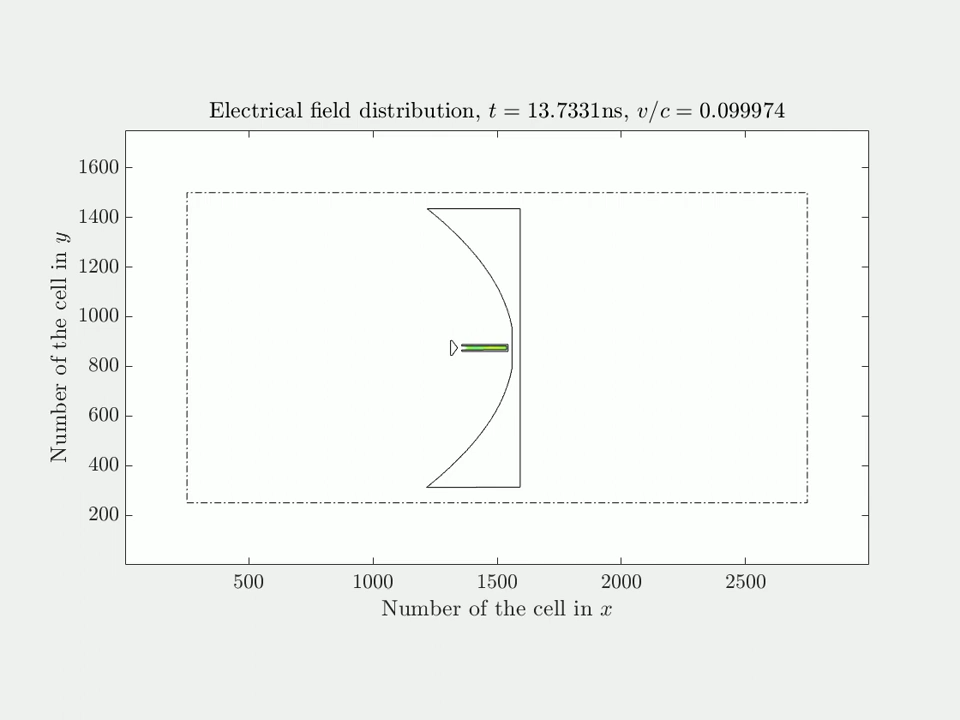 Electrical field distribution, t = 13.7331ns, v/c = 0.099974
1600
1400
1200
1000
800
600
400
200
Number of the cell in y
500 1000 1500 2000 2500
Number of the cell in x